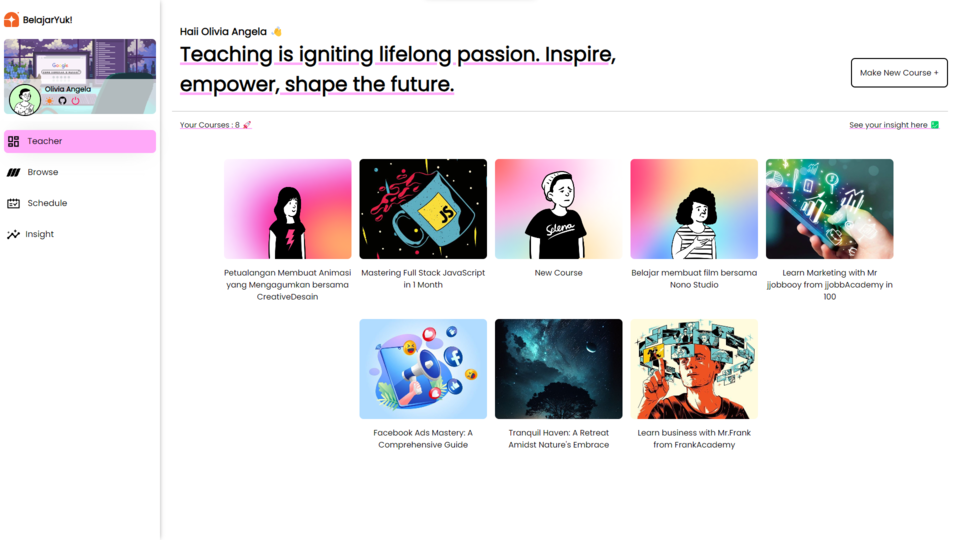 BelajarYuk!
Google
Olivia Angela
Teacher
Browse
Schedule
Insight
Haii Olivia Angela 👋
Teaching is igniting lifelong passion. Inspire,
empower, shape the future.
Make New Course +
Your Courses : 8 🚀
See your insight here 💹
JS
Selena
Petualangan Membuat Animasi
yang Mengagumkan bersama
CreativeDesain
Mastering Full Stack JavaScript
in 1 Month
New Course
Belajar membuat film bersama
Nono Studio
Learn Marketing with Mr
jjobbooy from jjobbAcademy in
100
Facebook Ads Mastery: A
Comprehensive Guide
Tranquil Haven: A Retreat
Amidst Nature's Embrace
Learn business with Mr.Frank
from FrankAcademy